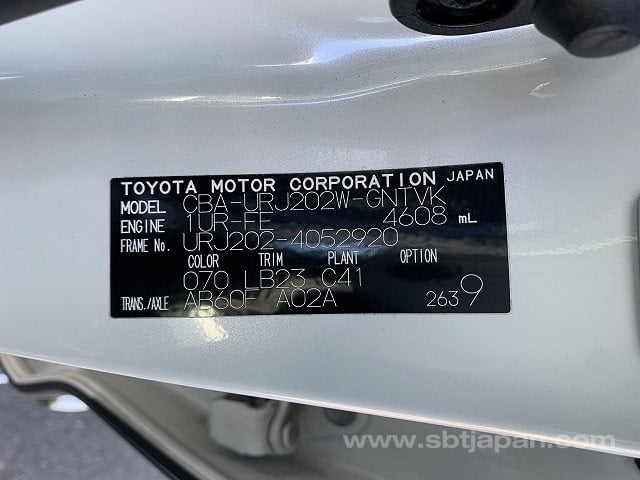 TOYOTA MOTOR CORPORATION JAPAN
MODEL CBA-URJ202W-GNTVK
ENGINE 1UR-FE 4608 mL
FRAME No. URJ202-4052920
COLOR TRIM PLANT OPTION
070 LB23 C41
TRANS./AXLE AB60F A02A 2639
www.sbtjapan.com